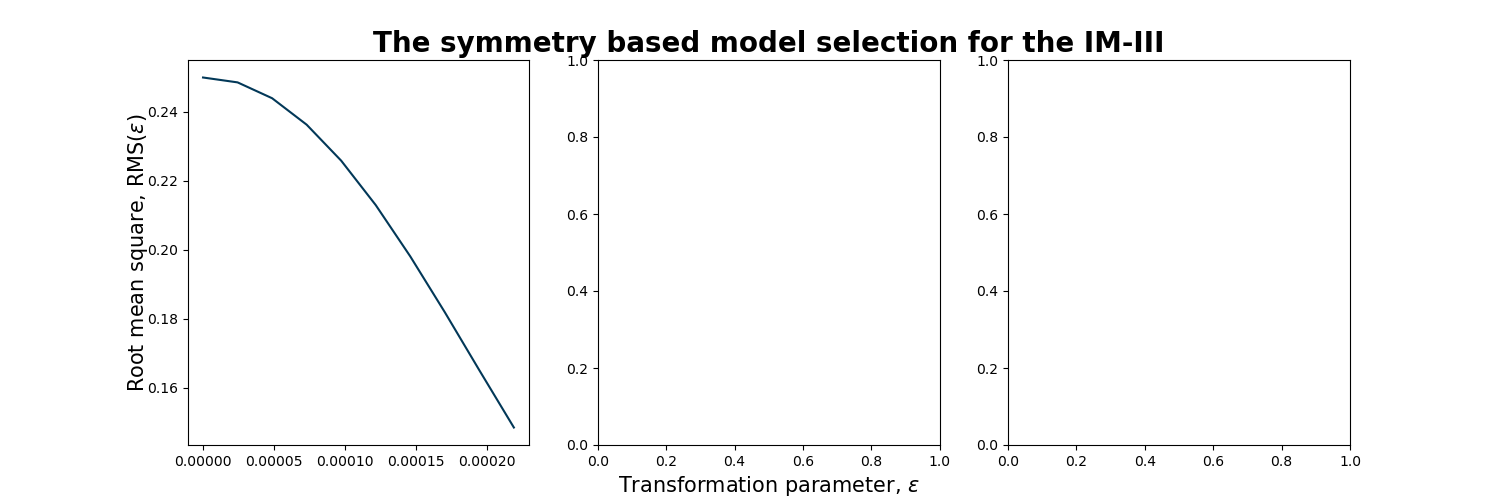 The symmetry based model selection for the IM-III
Root mean square, RMS(ε)
0.24
0.22
0.20
0.18
0.16
0.00000 0.00005 0.00010 0.00015 0.00020
1.0
0.8
0.6
0.4
0.2
0.0
0.0 0.2 0.4 0.6 0.8 1.0
1.0
0.8
0.6
0.4
0.2
0.0
0.0 0.2 0.4 0.6 0.8 1.0
Transformation parameter, ε